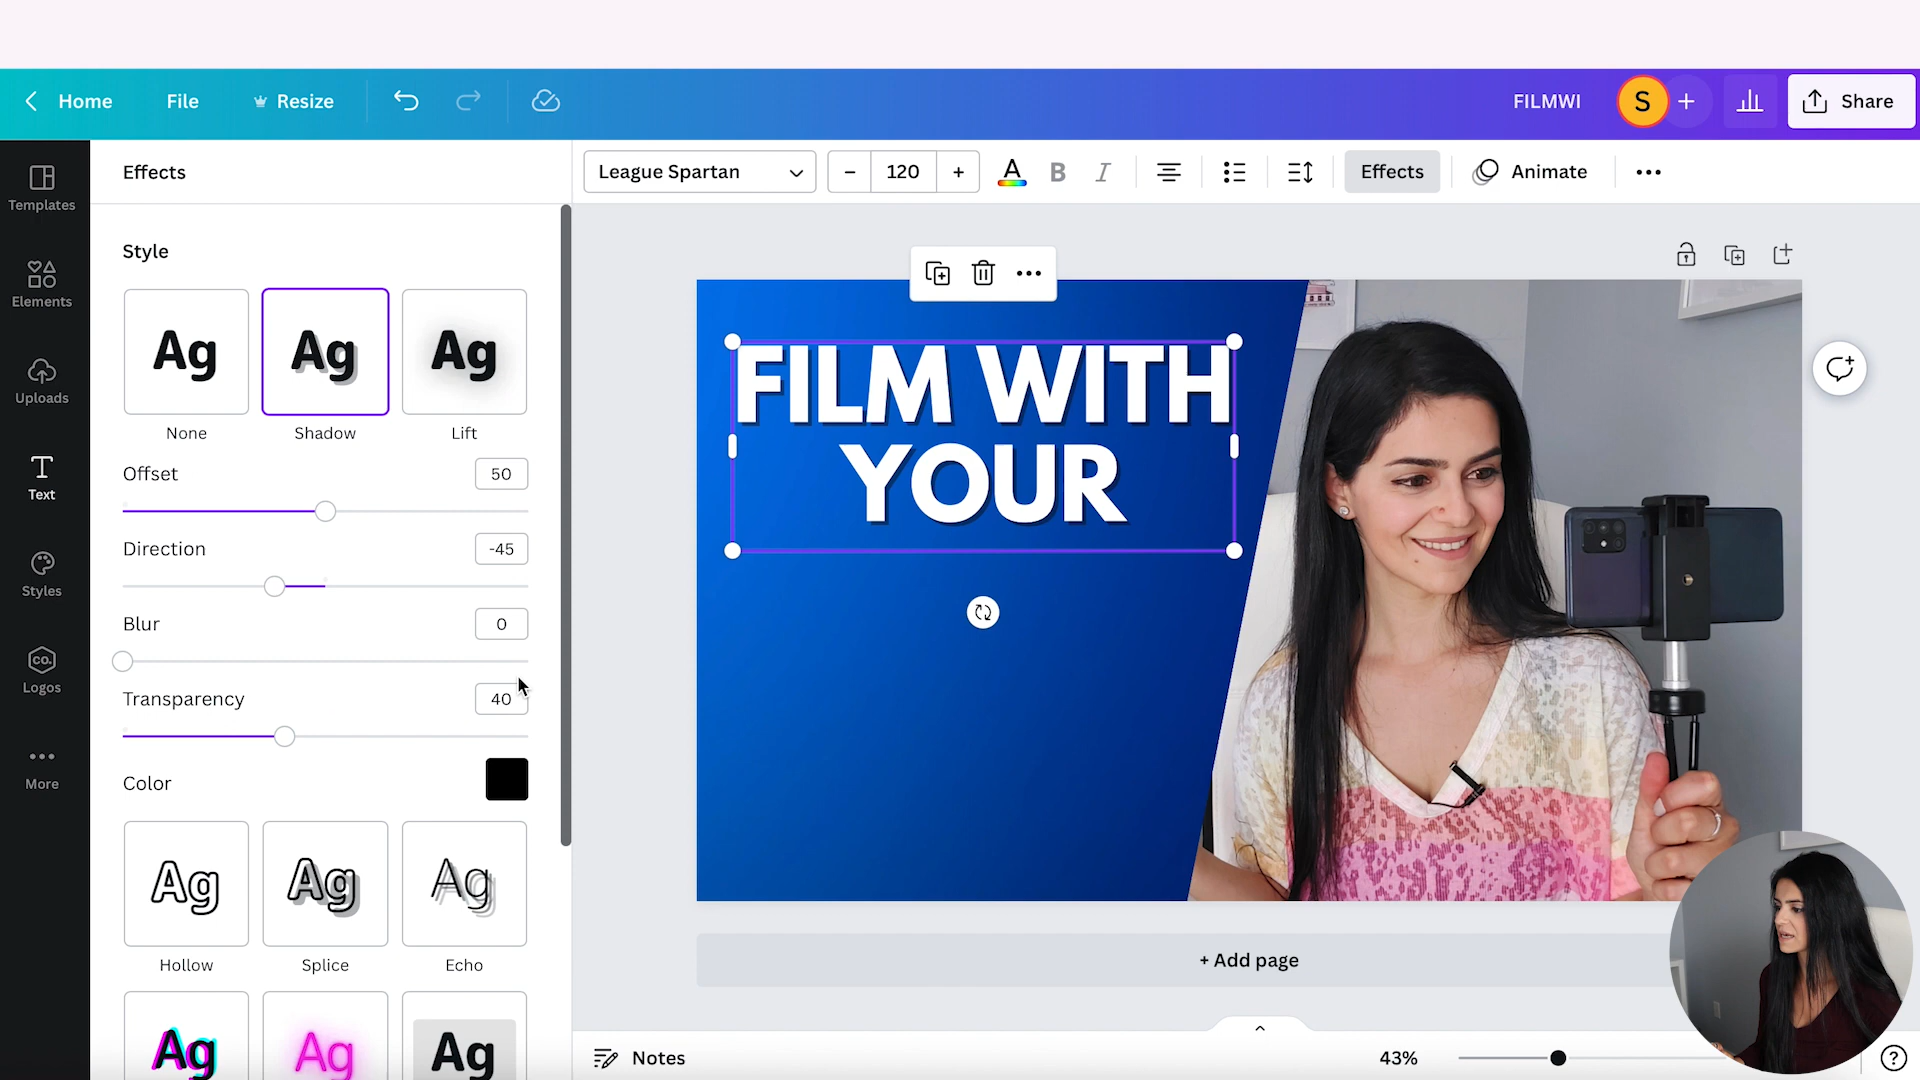 Home
File
Resize
FILMWI
S
+
Share
Effects
League Spartan
–
120
+
A
B
I
Effects
Animate
Templates
Elements
Uploads
Text
Styles
CO.
Logos
More
Style
Ag
Ag
Ag
None
Shadow
Lift
Offset
50
Direction
-45
Blur
0
Transparency
40
Color
Ag
Ag
Ag
Hollow
Splice
Echo
Ag
Ag
Ag
FILM WITH
YOUR
+ Add page
Notes
43%
?